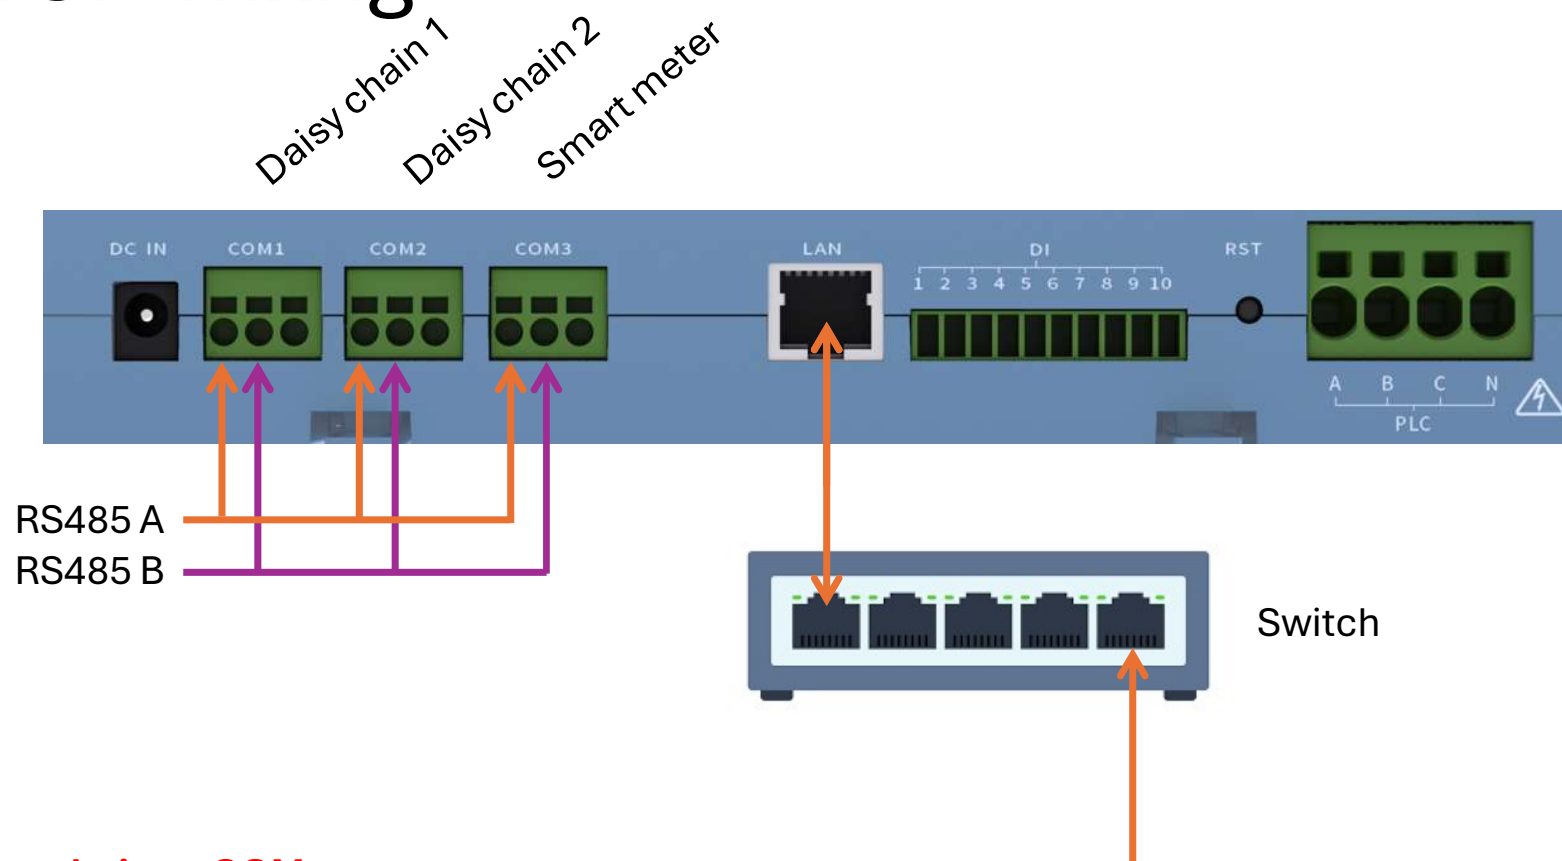 Daisy chain 1
Daisy chain 2
Smart meter
DC IN
COM1
COM2
COM3
LAN
DI
1 2 3 4 5 6 7 8 9 10
RST
A B C N
PLC
RS485 A
RS485 B
Switch